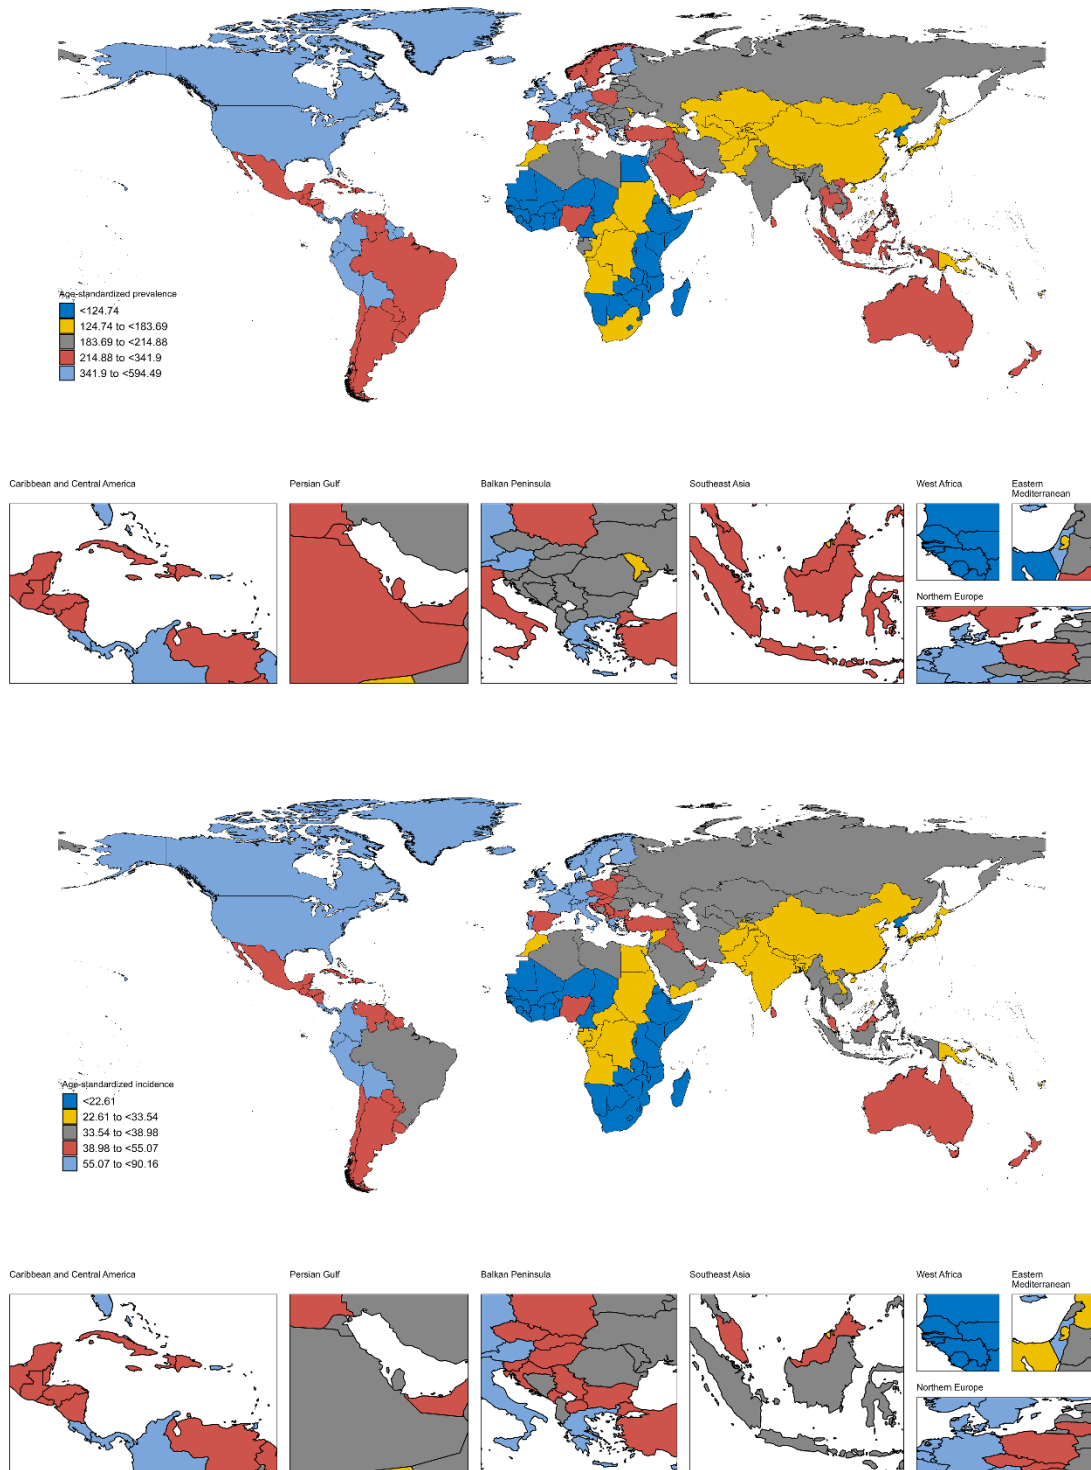 Age-standardized prevalence
<124.74
124.74 to <183.69
183.69 to <214.88
214.88 to <341.9
341.9 to <594.49
Caribbean and Central America
Persian Gulf
Balkan Peninsula
Southeast Asia
West Africa
Eastern
Mediterranean
Northern Europe
Age-standardized incidence
<22.61
22.61 to <33.54
33.54 to <38.98
38.98 to <55.07
55.07 to <90.16
Caribbean and Central America
Persian Gulf
Balkan Peninsula
Southeast Asia
West Africa
Eastern
Mediterranean
Northern Europe